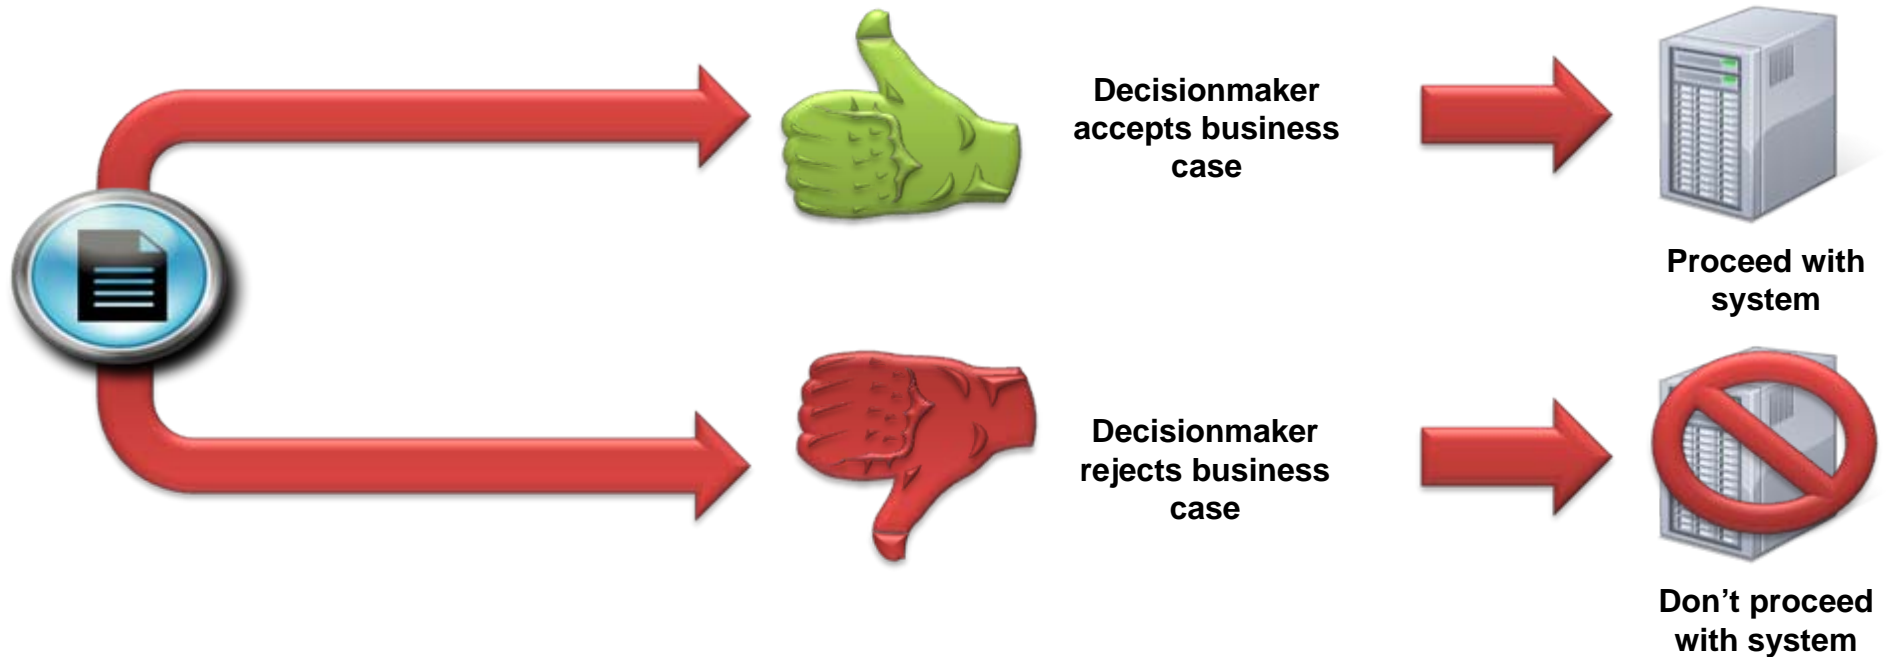 Decisionmaker
accepts business
case
Proceed with
system
Decisionmaker
rejects business
case
Don’t proceed
with system